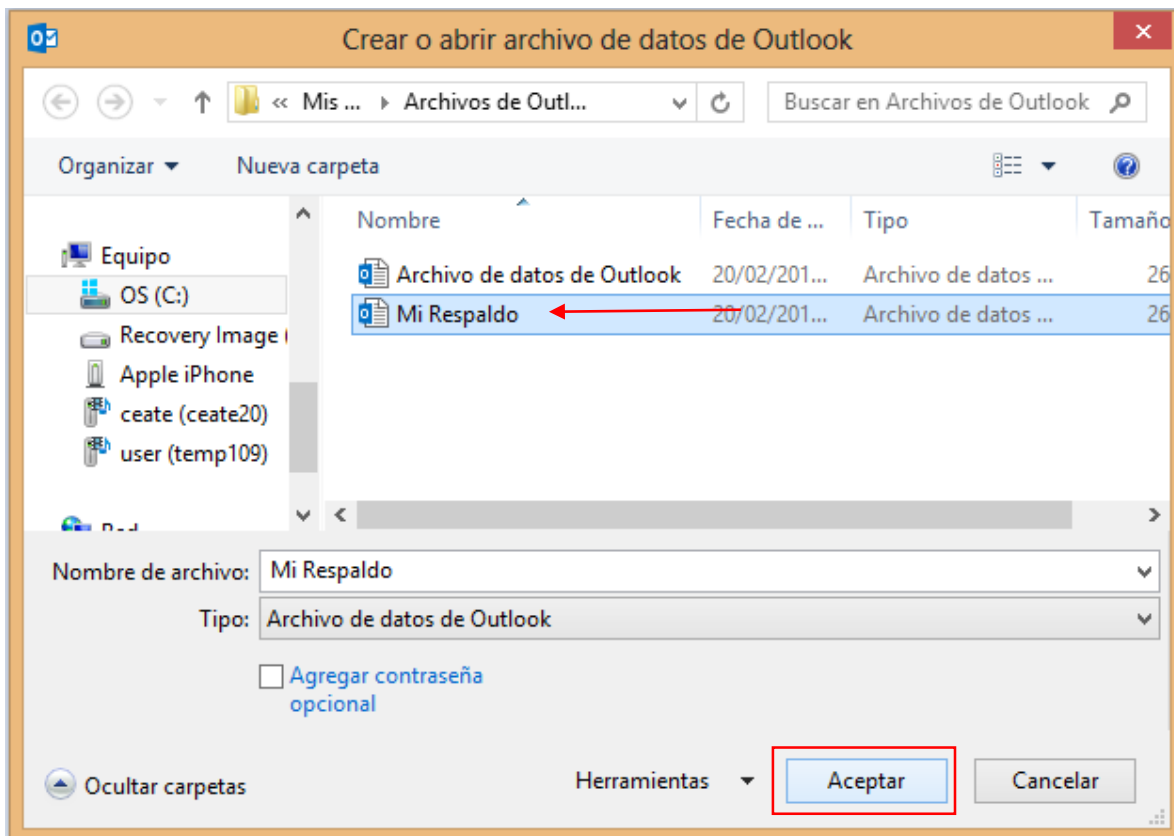 Crear o abrir archivo de datos de Outlook
« Mis ... Archivos de Outl...
Buscar en Archivos de Outlook
Organizar
Nueva carpeta
Nombre Fecha de ... Tipo Tamaño
Equipo
OS (C:)
Recovery Image (
Apple iPhone
ceate (ceate20)
user (temp109)
Red
Archivo de datos de Outlook 20/02/201... Archivo de datos ... 26
Mi Respaldo 20/02/201... Archivo de datos ... 26
Nombre de archivo: Mi Respaldo
Tipo: Archivo de datos de Outlook
Agregar contraseña
opcional
Ocultar carpetas
Herramientas
Aceptar
Cancelar